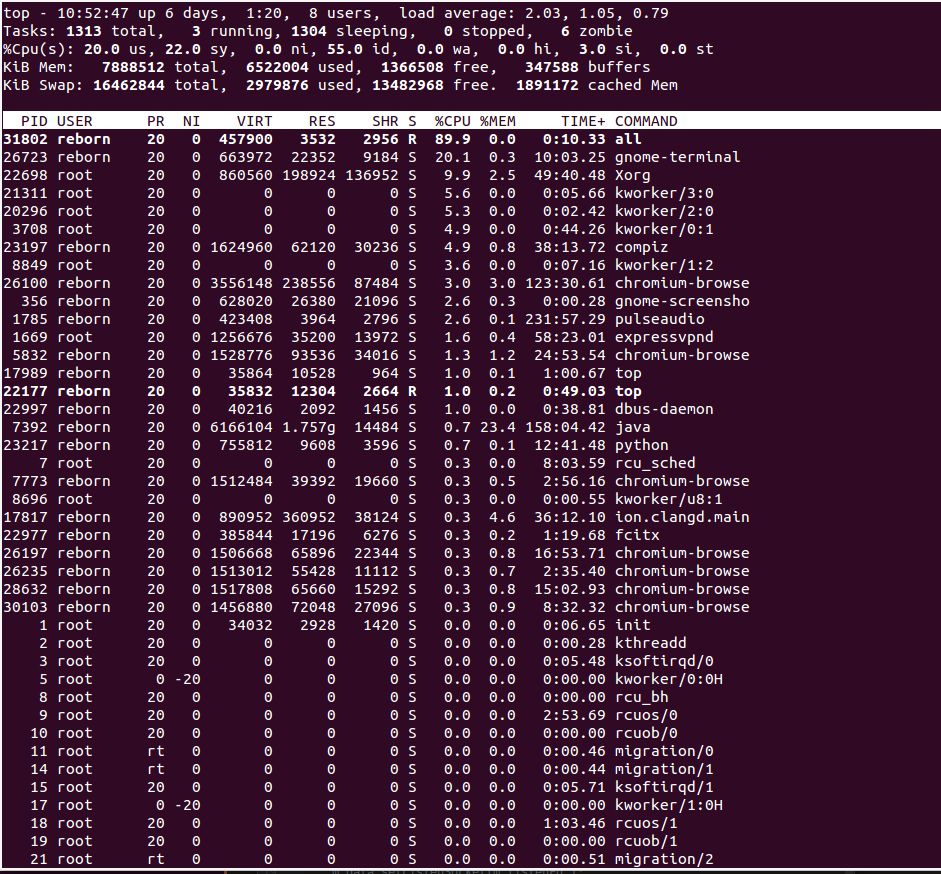 top - 10:52:47 up 6 days,  1:20,  8 users,  load average: 2.03, 1.05, 0.79
Tasks: 1313 total,   3 running, 1304 sleeping,   0 stopped,   6 zombie
%Cpu(s): 20.0 us, 22.0 sy,  0.0 ni, 55.0 id,  0.0 wa,  0.0 hi,  3.0 si,  0.0 st
KiB Mem:   7888512 total,  6522004 used,  1366508 free,   347588 buffers
KiB Swap: 16462844 total,  2979876 used, 13482968 free.  1891172 cached Mem
  PID USER      PR  NI    VIRT    RES    SHR S  %CPU %MEM     TIME+ COMMAND
31802 reborn    20   0  457900   3532   2956 R  89.9  0.0   0:10.33 all
26723 reborn    20   0  663972  22352   9184 S  20.1  0.3  10:03.25 gnome-terminal
22698 root      20   0  860560 198924 136952 S   9.9  2.5  49:40.48 Xorg
21311 root      20   0       0      0      0 S   5.6  0.0   0:05.66 kworker/3:0
20296 root      20   0       0      0      0 S   5.3  0.0   0:02.42 kworker/2:0
 3708 root      20   0       0      0      0 S   4.9  0.0   0:44.26 kworker/0:1
23197 reborn    20   0 1624960  62120  30236 S   4.9  0.8  38:13.72 compiz
 8849 root      20   0       0      0      0 S   3.6  0.0   0:07.16 kworker/1:2
26100 reborn    20   0 3556148 238556  87484 S   3.0  3.0 123:30.61 chromium-browse
  356 reborn    20   0  628020  26380  21096 S   2.6  0.3   0:00.28 gnome-screensho
 1785 reborn    20   0  423408   3964   2796 S   2.6  0.1 231:57.29 pulseaudio
 1669 root      20   0 1256676  35200  13972 S   1.6  0.4  58:23.01 expressvpnd
 5832 reborn    20   0 1528776  93536  34016 S   1.3  1.2  24:53.54 chromium-browse
17989 reborn    20   0   35864  10528    964 S   1.0  0.1   1:00.67 top
22177 reborn    20   0   35832  12304   2664 R   1.0  0.2   0:49.03 top
22997 reborn    20   0   40216   2092   1456 S   1.0  0.0   0:38.81 dbus-daemon
 7392 reborn    20   0 6166104 1.757g  14484 S   0.7 23.4 158:04.42 java
23217 reborn    20   0  755812   9608   3596 S   0.7  0.1  12:41.48 python
    7 root      20   0       0      0      0 S   0.3  0.0   8:03.59 rcu_sched
 7773 reborn    20   0 1512484  39392  19660 S   0.3  0.5   2:56.16 chromium-browse
 8696 root      20   0       0      0      0 S   0.3  0.0   0:00.55 kworker/u8:1
17817 reborn    20   0  890952 360952  38124 S   0.3  4.6  36:12.10 ion.clangd.main
22977 reborn    20   0  385844  17196   6276 S   0.3  0.2   1:19.68 fcitx
26197 reborn    20   0 1506668  65896  22344 S   0.3  0.8  16:53.71 chromium-browse
26235 reborn    20   0 1513012  55428  11112 S   0.3  0.7   2:35.40 chromium-browse
28632 reborn    20   0 1517808  65660  15292 S   0.3  0.8  15:02.93 chromium-browse
30103 reborn    20   0 1456880  72048  27096 S   0.3  0.9   8:32.32 chromium-browse
    1 root      20   0   34032   2928   1420 S   0.0  0.0   0:06.65 init
    2 root      20   0       0      0      0 S   0.0  0.0   0:00.28 kthreadd
    3 root      20   0       0      0      0 S   0.0  0.0   0:05.48 ksoftirqd/0
    5 root       0 -20       0      0      0 S   0.0  0.0   0:00.00 kworker/0:0H
    8 root      20   0       0      0      0 S   0.0  0.0   0:00.00 rcu_bh
    9 root      20   0       0      0      0 S   0.0  0.0   2:53.69 rcuos/0
   10 root      20   0       0      0      0 S   0.0  0.0   0:00.00 rcuob/0
   11 root      rt   0       0      0      0 S   0.0  0.0   0:00.46 migration/0
   14 root      rt   0       0      0      0 S   0.0  0.0   0:00.44 migration/1
   15 root      20   0       0      0      0 S   0.0  0.0   0:05.71 ksoftirqd/1
   17 root       0 -20       0      0      0 S   0.0  0.0   0:00.00 kworker/1:0H
   18 root      20   0       0      0      0 S   0.0  0.0   1:03.46 rcuos/1
   19 root      20   0       0      0      0 S   0.0  0.0   0:00.00 rcuob/1
   21 root      rt   0       0      0      0 S   0.0  0.0   0:00.51 migration/2